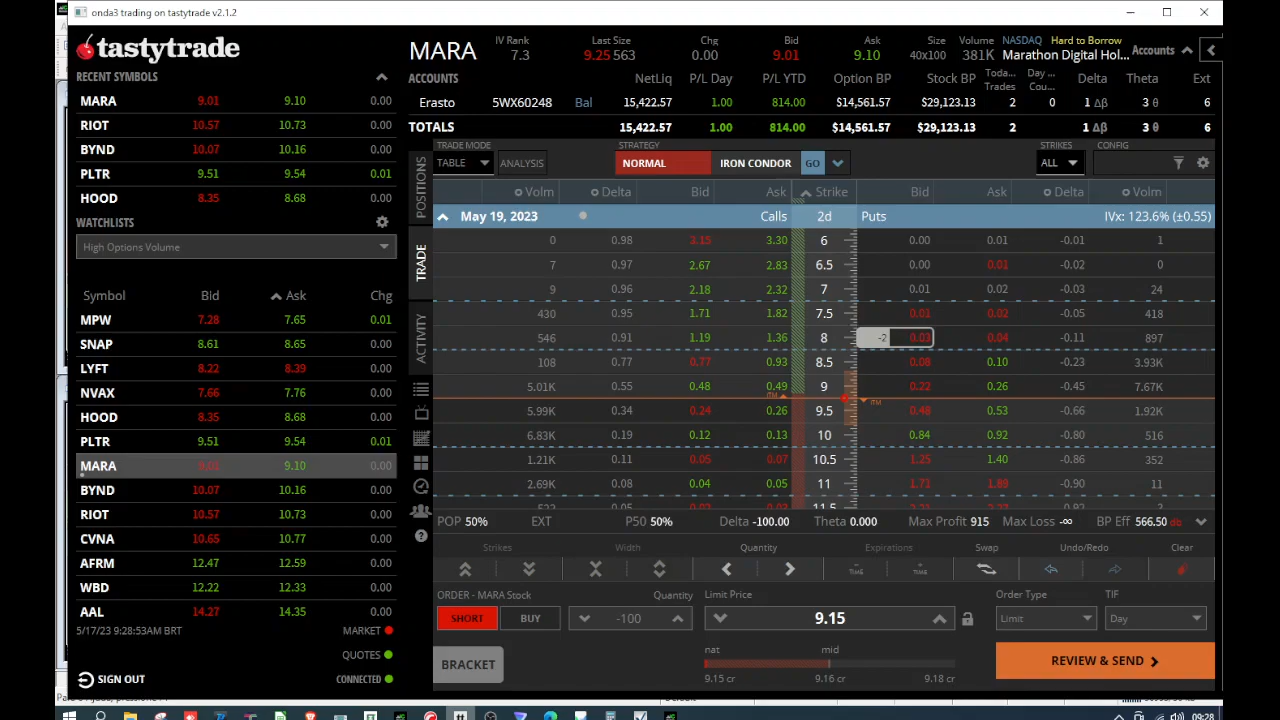 onda3 trading on tastytrade v2.1.2
tastytrade
RECENT SYMBOLS
MARA 9.01 9.10 0.00
RIOT 10.57 10.73 0.00
BYND 10.07 10.16 0.00
PLTR 9.51 9.54 0.01
HOOD 8.35 8.68 0.00
WATCHLISTS
High Options Volume
Symbol Bid Ask Chg
MPW 7.28 7.65 0.01
SNAP 8.61 8.65 0.00
LYFT 8.22 8.39 0.00
NVAX 7.66 7.76 0.00
HOOD 8.35 8.68 0.00
PLTR 9.51 9.54 0.01
MARA 9.01 9.10 0.00
BYND 10.07 10.16 0.00
RIOT 10.57 10.73 0.00
CVNA 10.65 10.77 0.00
AFRM 12.47 12.59 0.00
WBD 12.22 12.33 0.00
AAL 14.27 14.35 0.00
5/17/23 9:28:53AM BRT MARKET
QUOTES
SIGN OUT CONNECTED
MARA
IV Rank Last Size Chg Bid Ask Size Volume NASDAQ Hard to Borrow
7.3 9.25 563 0.00 9.01 9.10 40x100 381K Marathon Digital Hol...
Accounts
ACCOUNTS NetLiq P/L Day P/L YTD Option BP Stock BP Toda... Trades Day ... Cou... Delta Theta Ext
Erasto 5WX60248 Bal 15,422.57 1.00 814.00 $14,561.57 $29,123.13 2 0 1 Δβ 3 θ 6
TOTALS 15,422.57 1.00 814.00 $14,561.57 $29,123.13 2 1 Δβ 3 θ 6
TRADE MODE STRATEGY STRIKES CONFIG
TABLE ANALYSIS NORMAL IRON CONDOR GO ALL
POSITIONS
TRADE
ACTIVITY
Volm Delta Bid Ask Strike Bid Ask Delta Volm
May 19, 2023 Calls 2d Puts IVx: 123.6% (±0.55)
0 0.98 3.15 3.30 6 0.00 0.01 -0.01 1
7 0.97 2.67 2.83 6.5 0.00 0.01 -0.02 0
9 0.96 2.18 2.32 7 0.01 0.02 -0.03 24
430 0.95 1.71 1.82 7.5 0.01 0.02 -0.05 418
546 0.91 1.19 1.36 8 -2 0.03 0.04 -0.11 897
108 0.77 0.77 0.93 8.5 0.08 0.10 -0.23 3.93K
5.01K 0.55 0.48 0.49 9 0.22 0.26 -0.45 7.67K
ITM ITM
5.99K 0.34 0.24 0.26 9.5 0.48 0.53 -0.66 1.92K
6.83K 0.19 0.12 0.13 10 0.84 0.92 -0.80 516
1.21K 0.11 0.05 0.07 10.5 1.25 1.40 -0.86 352
2.69K 0.08 0.04 0.05 11 1.73 1.89 -0.90 11
11.5
POP 50% EXT P50 50% Delta -100.00 Theta 0.000 Max Profit 915 Max Loss -∞ BP Eff 566.50 db
Strikes Width Quantity Expirations Swap Undo/Redo Clear
TIME TIME
ORDER - MARA Stock Quantity Limit Price Order Type TIF
SHORT BUY -100 9.15 Limit Day
BRACKET nat mid REVIEW & SEND
9.15 cr 9.16 cr 9.18 cr
09:28